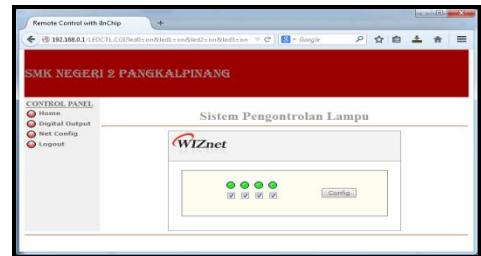 Remote Control with iinChip
192.168.0.1/LEDCTL.CGI?led0=on&led1=on&led2=on&led3=on
Google
SMK NEGERI 2 PANGKALPINANG
CONTROL PANEL
Home
Digital Output
Net Config
Logout
Sistem Pengontrolan Lampu
WIZnet
Config